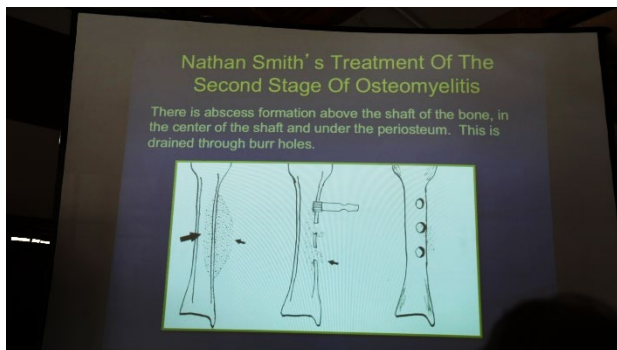 Nathan Smith's Treatment Of The
Second Stage Of Osteomyelitis
There is abscess formation above the shaft of the bone, in
the center of the shaft and under the periosteum. This is
drained through burr holes.